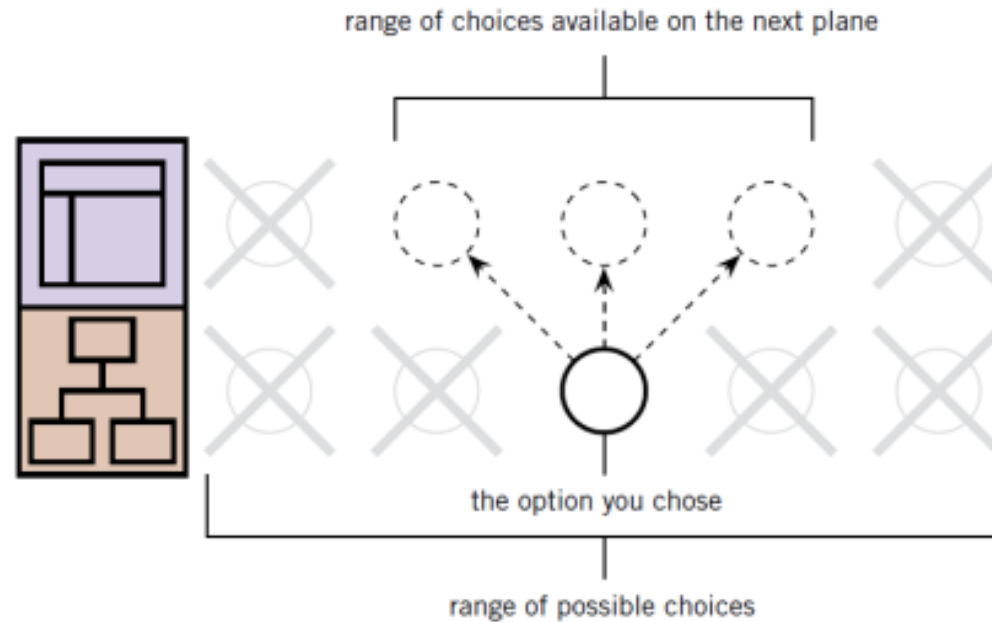 range of choices available on the next plane
the option you chose
range of possible choices